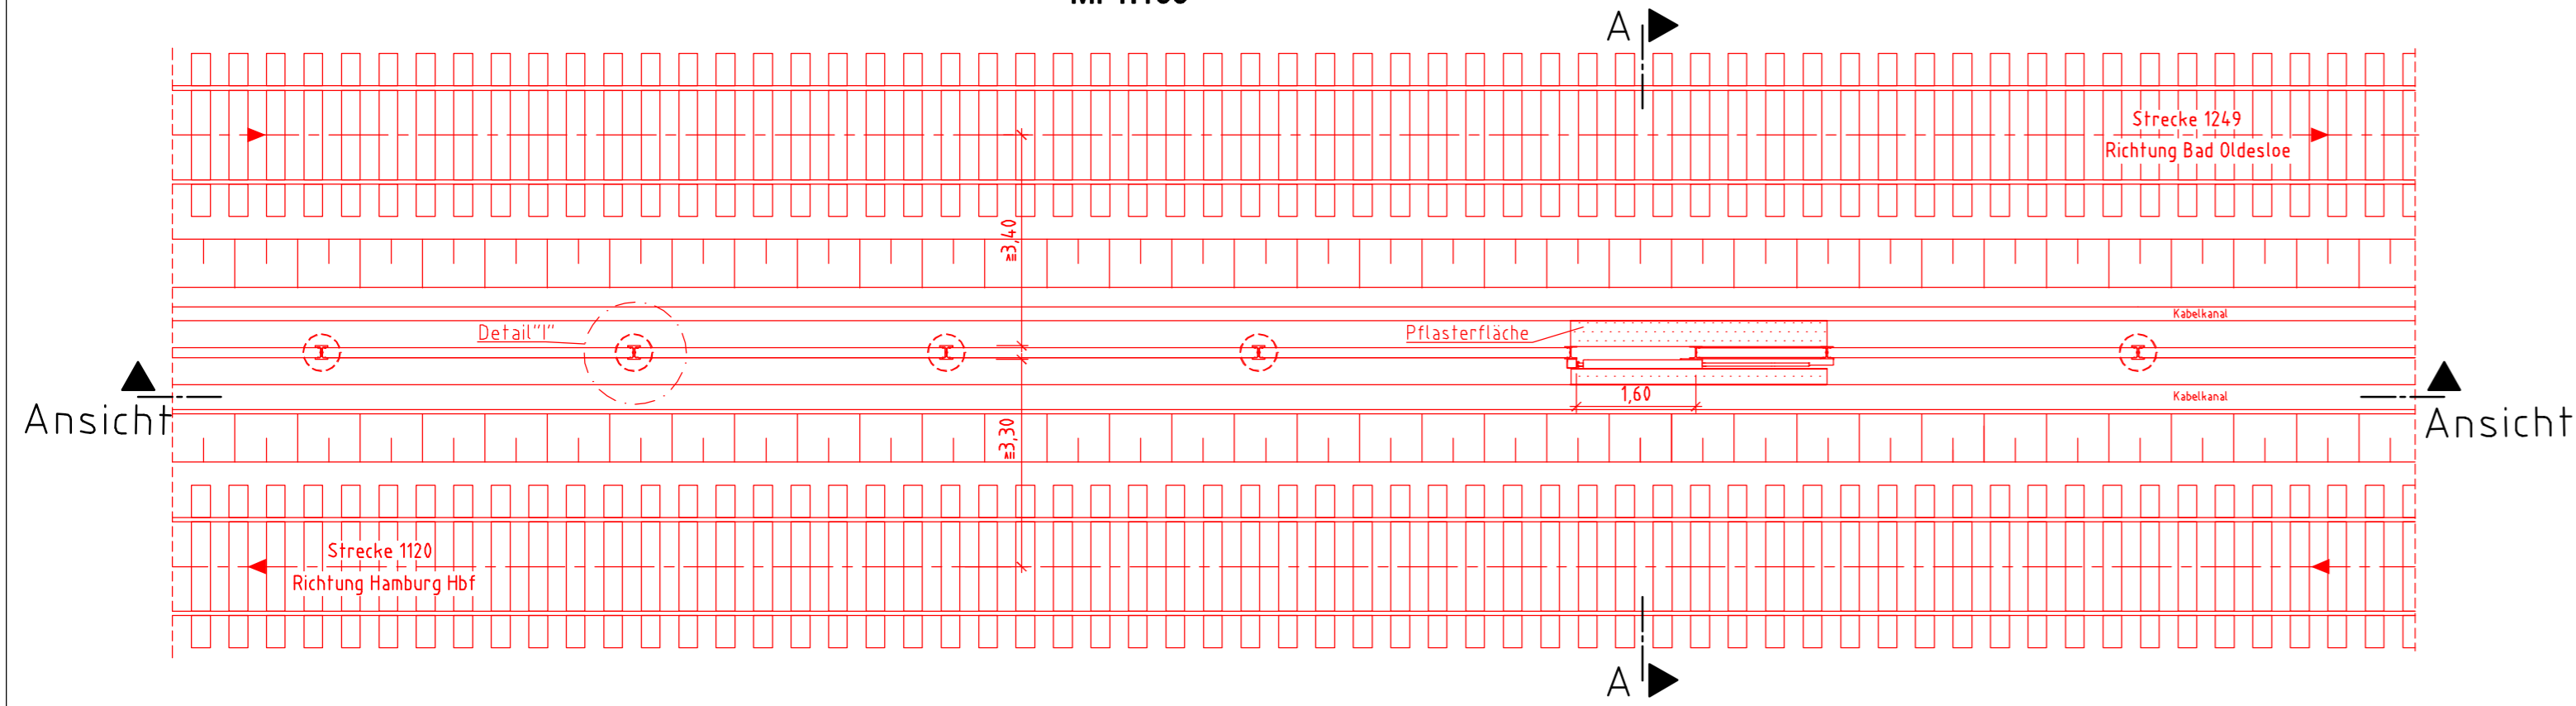 A
Strecke 1249
Richtung Bad Oldesloe
≥3,40
Kabelkanal
Detail"I"
Pflasterfläche
1,60
Kabelkanal
Ansicht
Ansicht
≥3,30
Strecke 1120
Richtung Hamburg Hbf
A